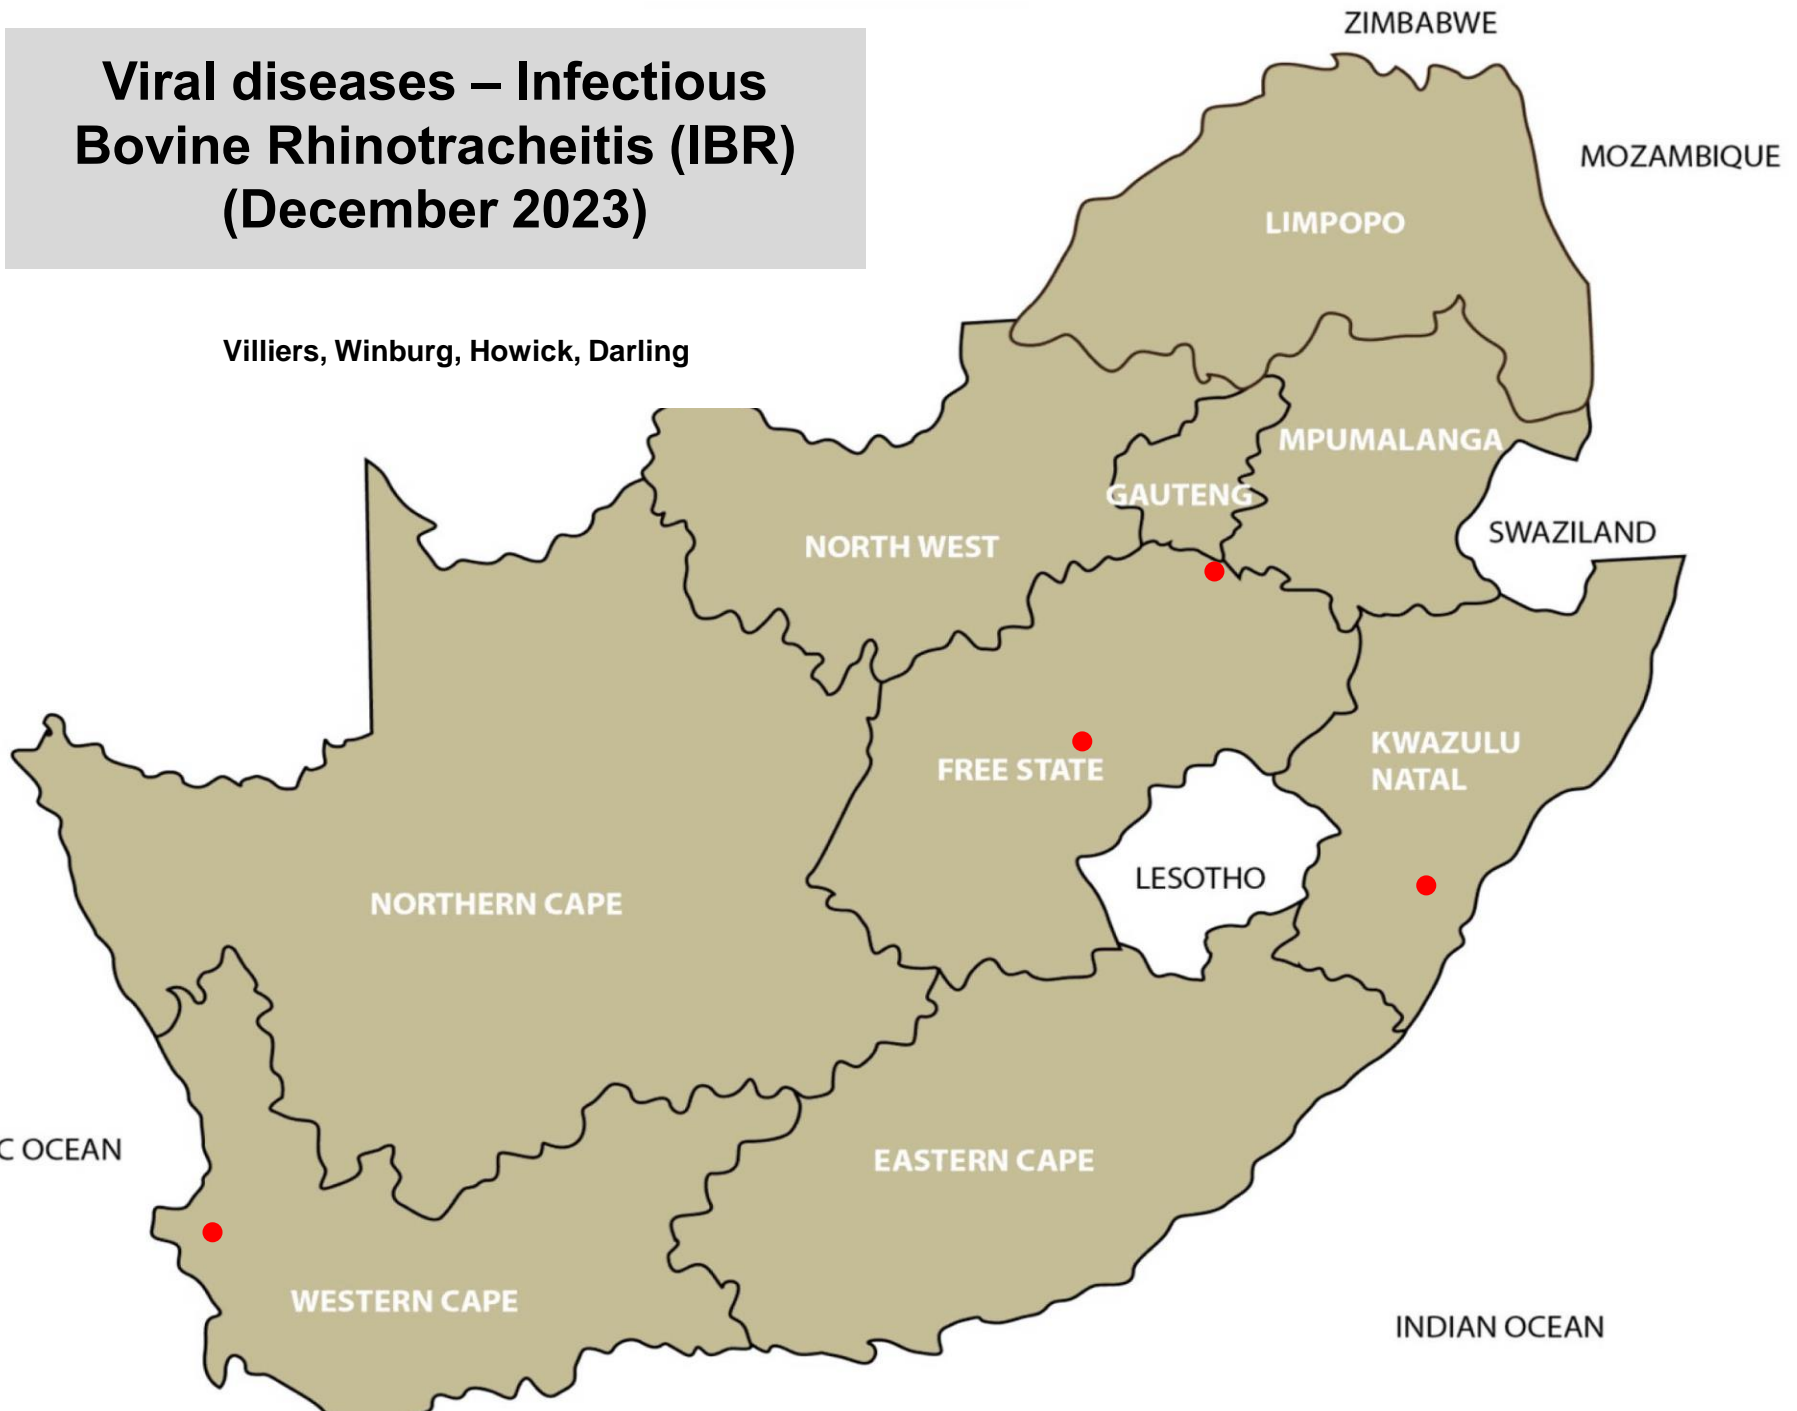 ZIMBABWE
Viral diseases – Infectious
Bovine Rhinotracheitis (IBR)
(December 2023)
MOZAMBIQUE
LIMPOPO
Villiers, Winburg, Howick, Darling
MPUMALANGA
GAUTENG
SWAZILAND
NORTH WEST
KWAZULU
NATAL
FREE STATE
LESOTHO
NORTHERN CAPE
C OCEAN
EASTERN CAPE
WESTERN CAPE
INDIAN OCEAN